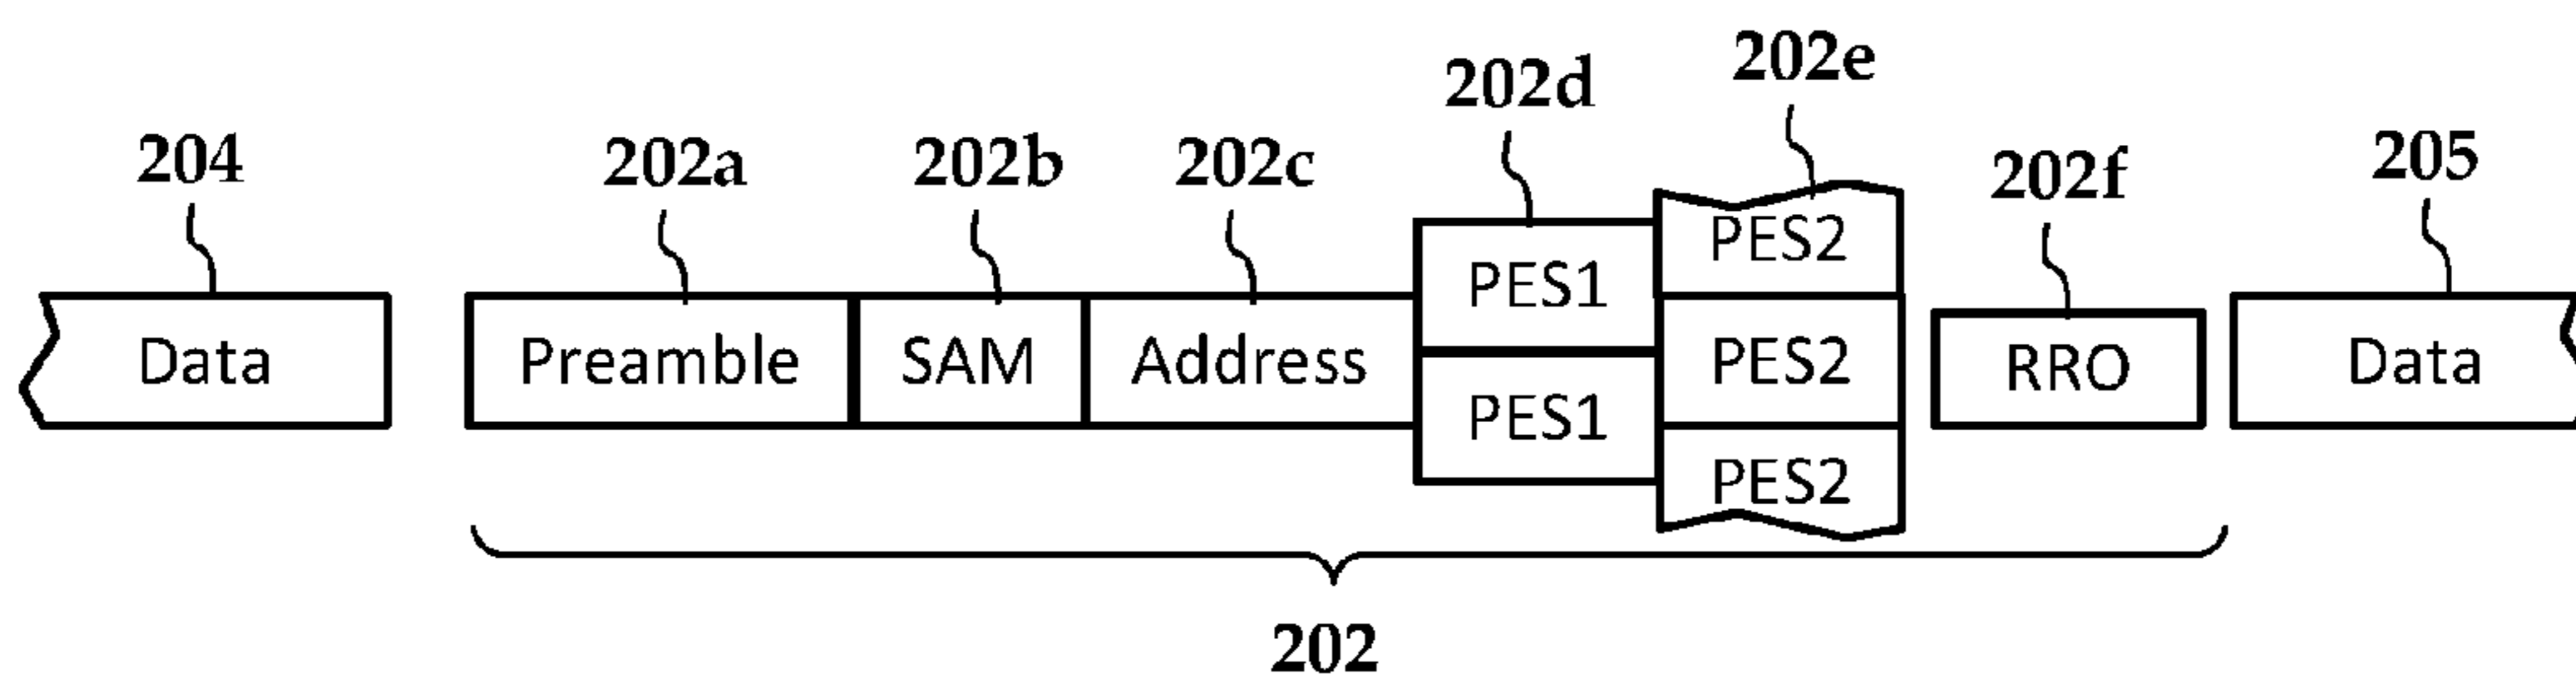 202e
202d
204 202a 202b 202c 202f 205
PES2
PES1
Data Preamble SAM Address PES2 RRO Data
PES1
PES2
202